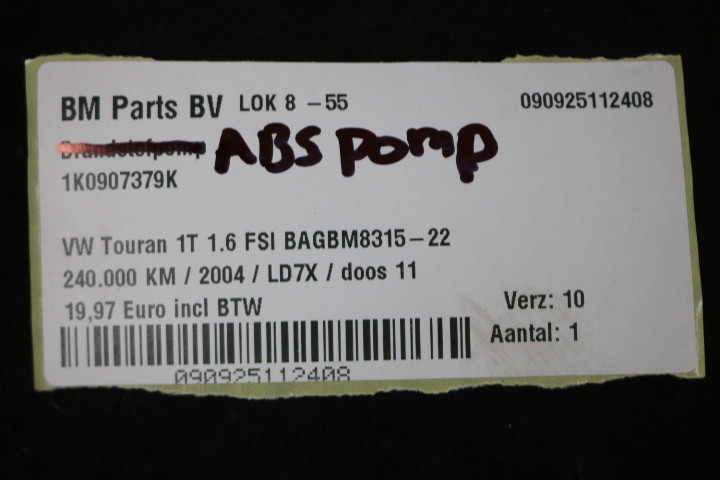 BM Parts BV LOK 8 -55 090925112408
Brandstofpomp ABS pomp
1K0907379K
VW Touran 1T 1.6 FSI BAGBM8315-22
240.000 KM / 2004 / LD7X / doos 11
19,97 Euro incl BTW
Verz: 10
Aantal: 1
090925112408